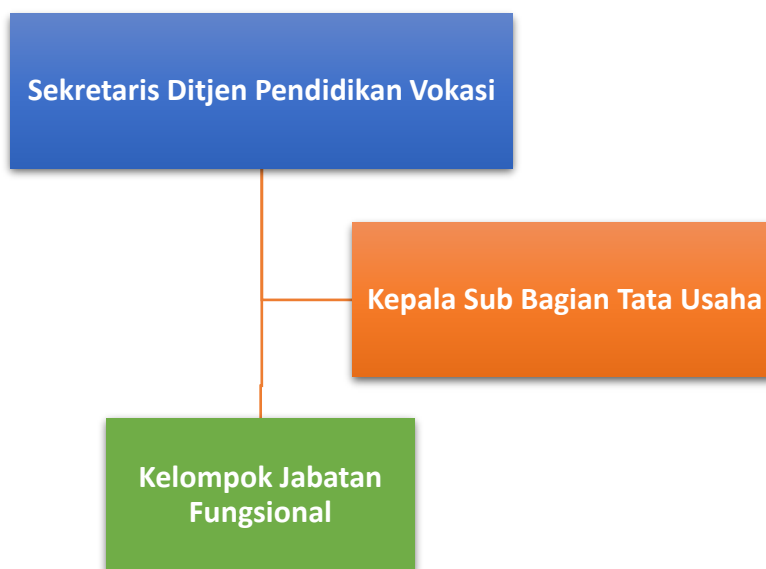 Sekretaris Ditjen Pendidikan Vokasi
Kepala Sub Bagian Tata Usaha
Kelompok Jabatan
Fungsional